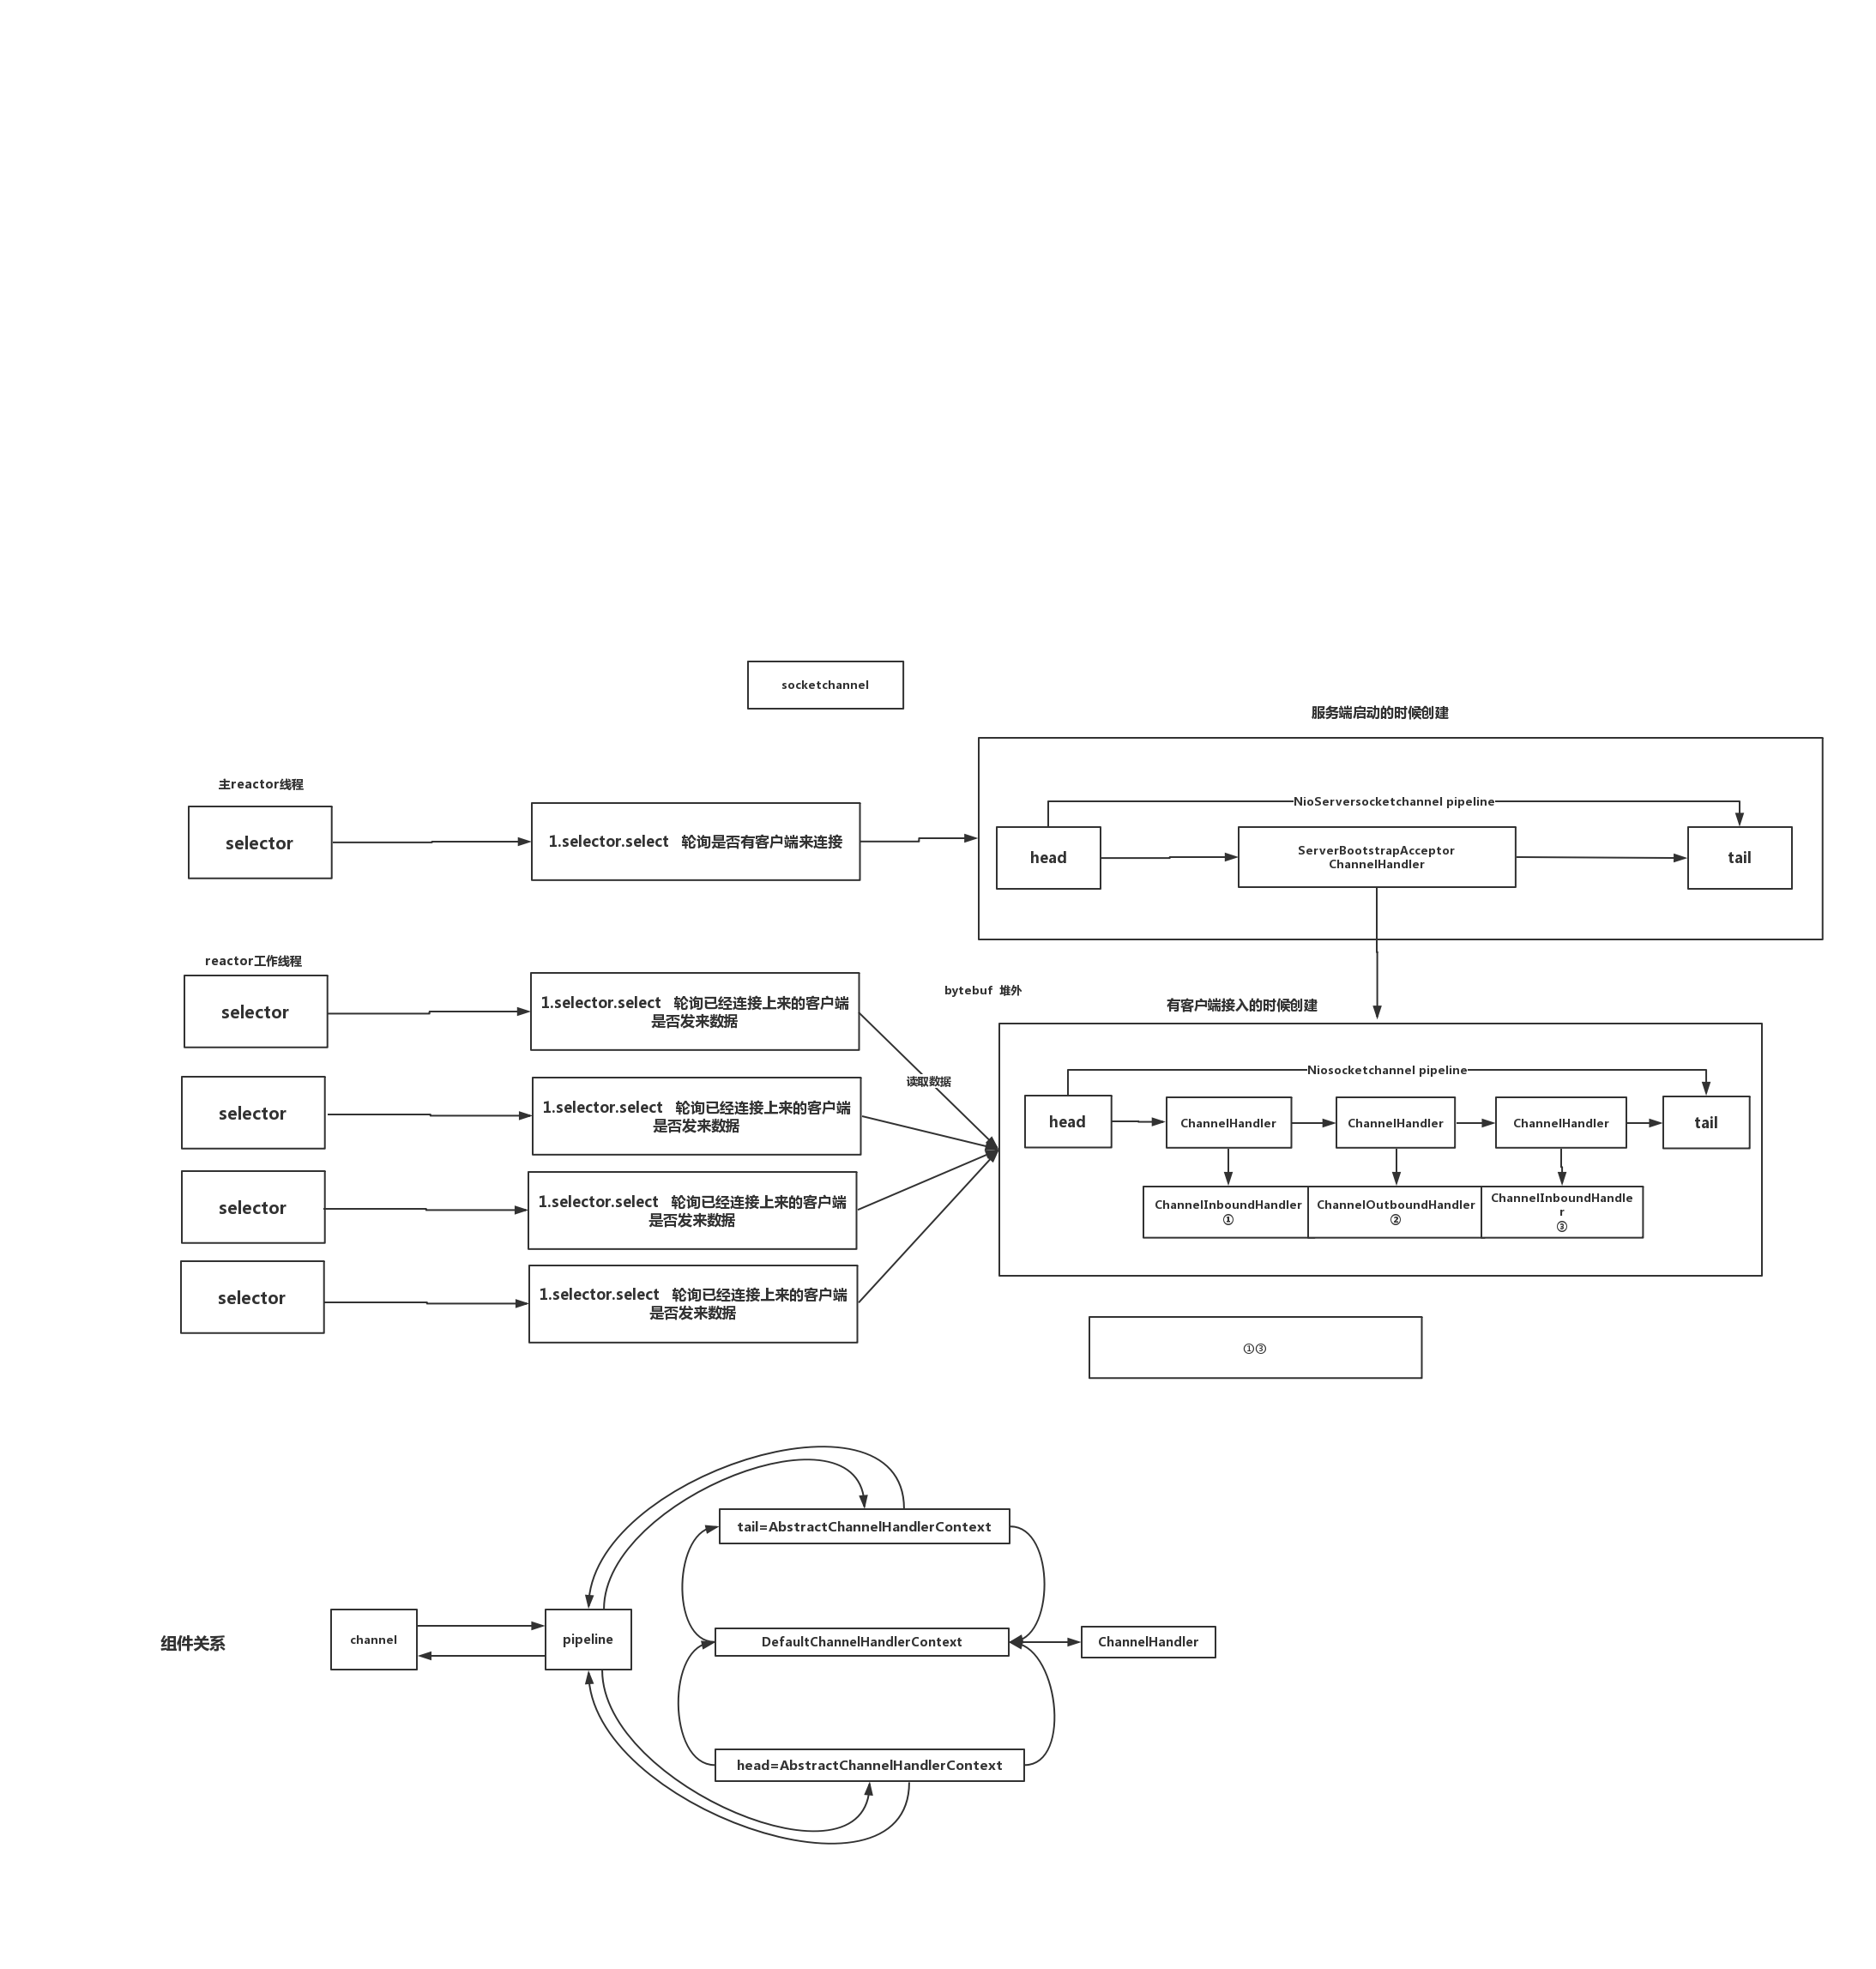 socketchannel
服务端启动的时候创建
主reactor线程
selector
1.selector.select 轮询是否有客户端来连接
NioServersocketchannel pipeline
head
ServerBootstrapAcceptor
ChannelHandler
tail
reactor工作线程
selector
1.selector.select 轮询已经连接上来的客户端
是否发来数据
bytebuf 堆外
有客户端接入的时候创建
读取数据
Niosocketchannel pipeline
head
ChannelHandler
ChannelHandler
ChannelHandler
tail
selector
1.selector.select 轮询已经连接上来的客户端
是否发来数据
ChannelInboundHandler
①
ChannelOutboundHandler
②
ChannelInboundHandle
r
③
selector
1.selector.select 轮询已经连接上来的客户端
是否发来数据
selector
1.selector.select 轮询已经连接上来的客户端
是否发来数据
①③
tail=AbstractChannelHandlerContext
组件关系
channel
pipeline
DefaultChannelHandlerContext
ChannelHandler
head=AbstractChannelHandlerContext